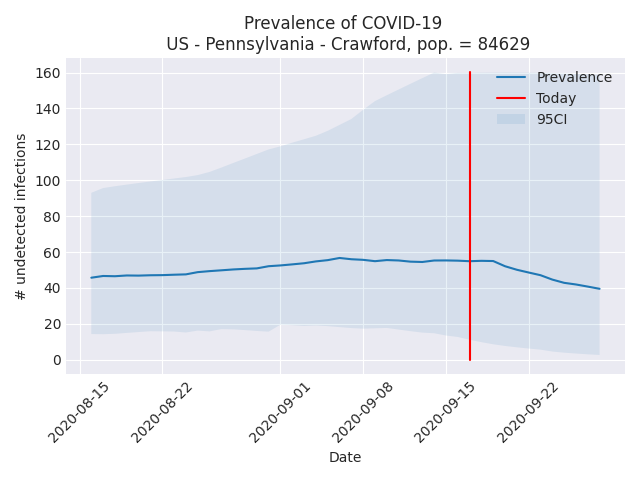 Prevalence of COVID-19
US - Pennsylvania - Crawford, pop. = 84629
160
140
120
100
80
60
40
20
0
# undetected infections
Prevalence
Today
95CI
2020-08-15
2020-08-22
2020-09-01
2020-09-08
2020-09-15
2020-09-22
Date